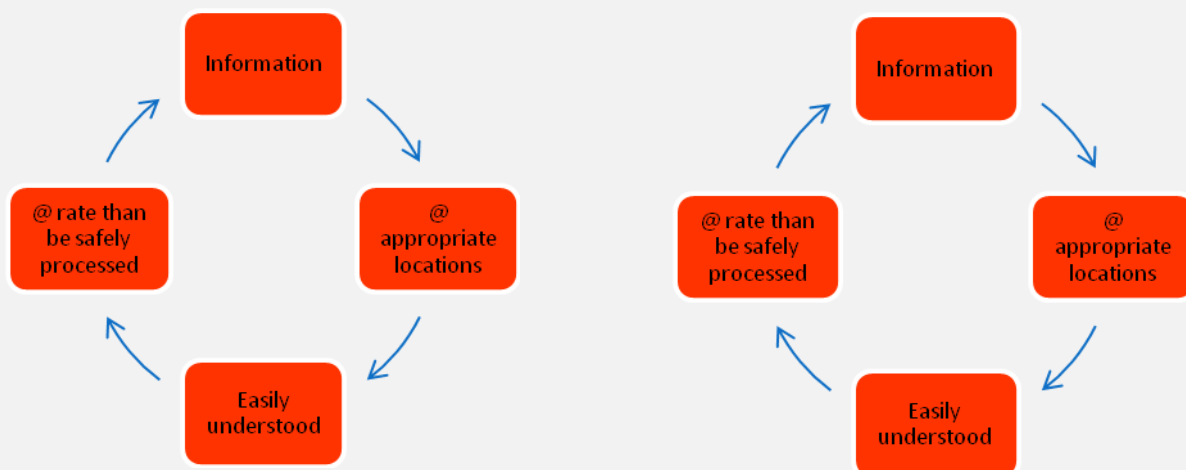 Information
@ rate than
be safely
processed
@
appropriate
locations
Easily
understood
Information
@ rate than
be safely
processed
@
appropriate
locations
Easily
understood